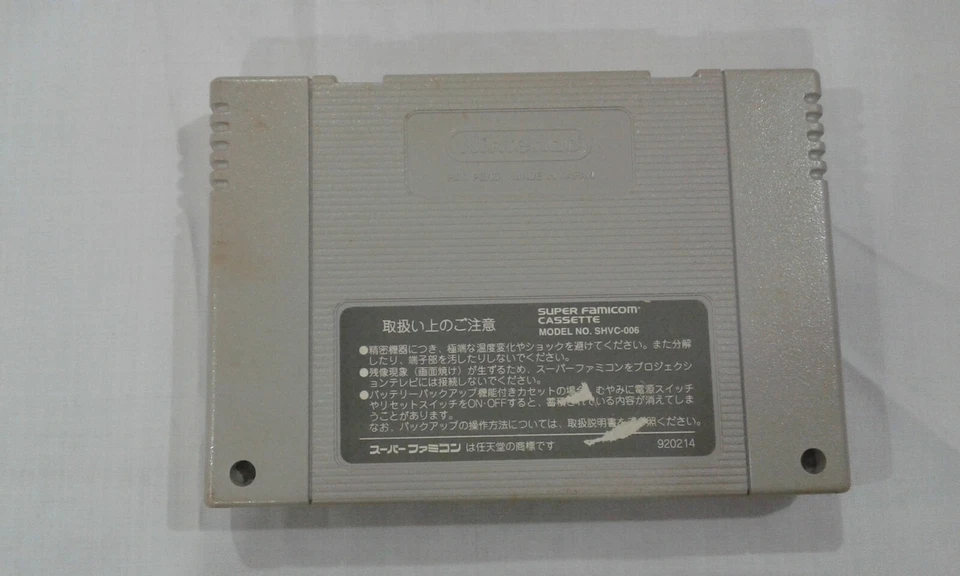 Nintendo
MADE IN JAPAN
取扱い上のご注意
SUPER FAMICOM
CASSETTE
MODEL NO. SHVC-006
●精密機器につき、極端な温度変化やショックを避けてください。また分解
したり、端子部を汚したりしないでください。
●残像現象（画面焼け）が生ずるため、スーパーファミコンをプロジェクシ
ョンテレビには接続しないでください。
●バッテリーバックアップ機能付きカセットの場合、むやみに電源スイッチ
やリセットスイッチをON・OFFすると、蓄積されている内容が消えてしま
うことがあります。
なお、バックアップの操作方法については、取扱説明書を 照ください。
スーパーファミコン は任天堂の商標です
920214